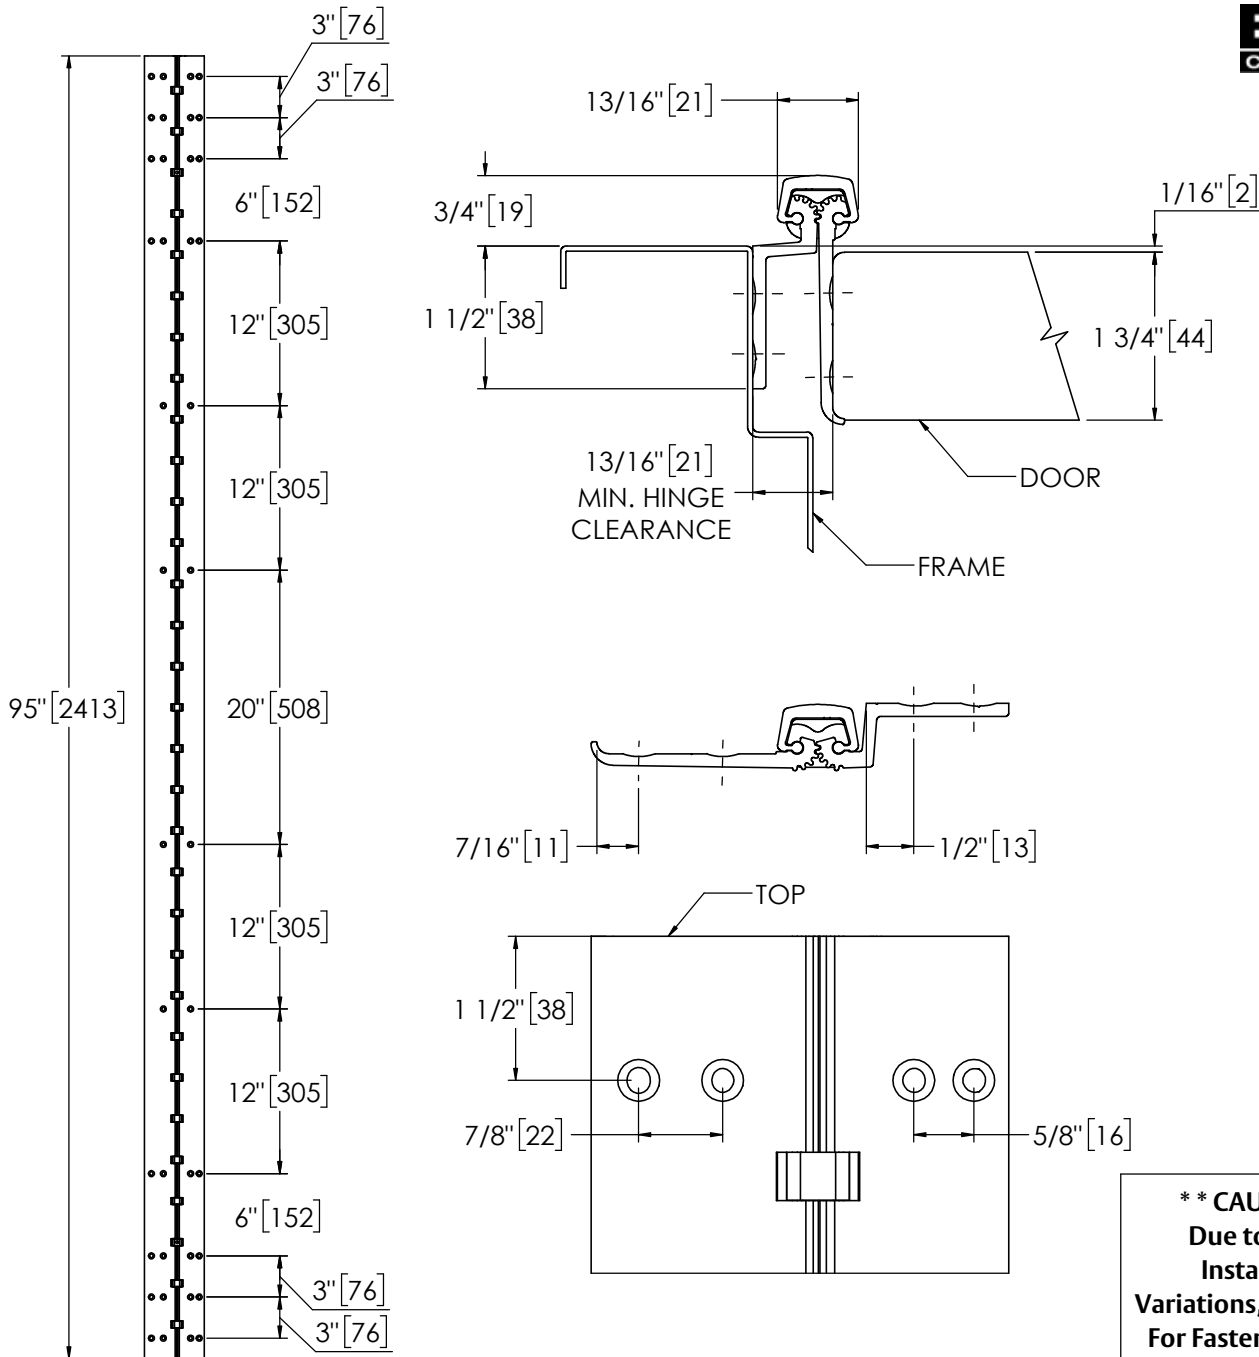 3"[76]
3"[76]
6"[152]
12"[305]
12"[305]
95"[2413]
20"[508]
12"[305]
12"[305]
6"[152]
3"[76]
3"[76]
13/16"[21]
3/4"[19]
1/16"[2]
1 1/2"[38]
1 3/4"[44]
13/16"[21]
MIN. HINGE
CLEARANCE
DOOR
FRAME
7/16"[11]
1/2"[13]
TOP
1 1/2"[38]
7/8"[22]
5/8"[16]
* * CAU
Due to
Insta
Variations,
For Faster